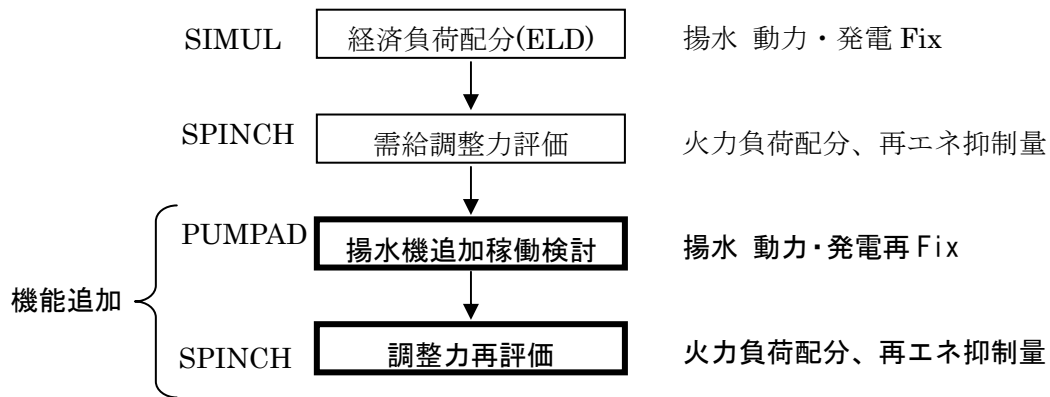 SIMUL 経済負荷配分(ELD) 揚水 動力・発電 Fix
SPINCH 需給調整力評価 火力負荷配分、再エネ抑制量
PUMPAD 揚水機追加稼働検討 揚水 動力・発電再 Fix
機能追加
SPINCH 調整力再評価 火力負荷配分、再エネ抑制量